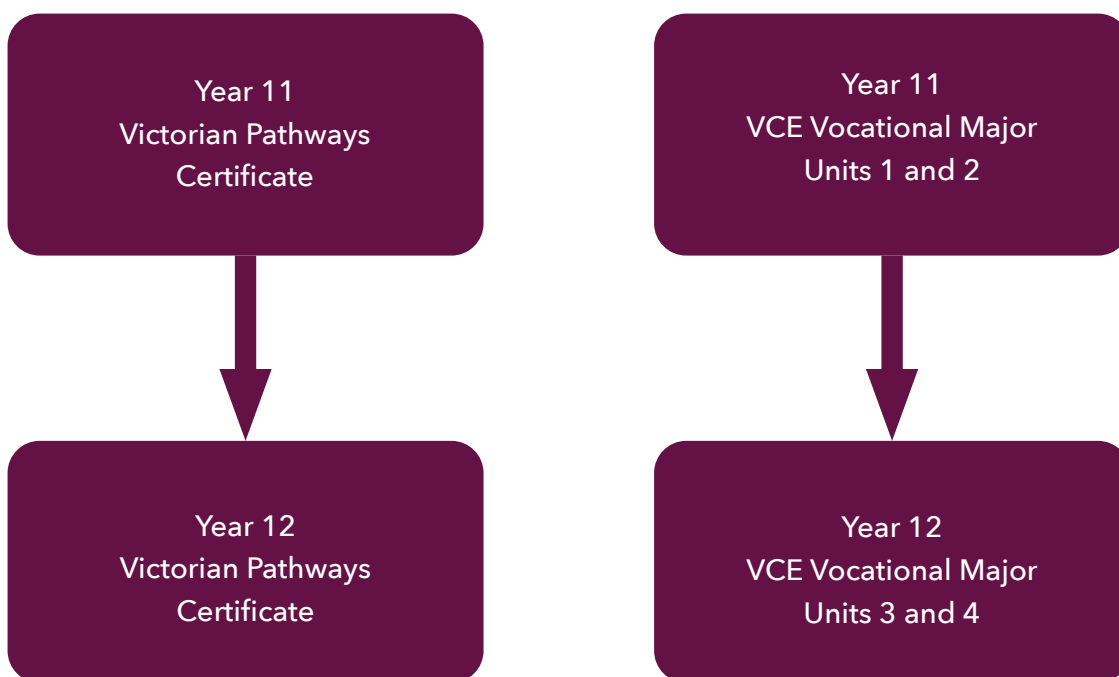 Year 11
Victorian Pathways
Certificate
Year 11
VCE Vocational Major
Units 1 and 2
Year 12
Victorian Pathways
Certificate
Year 12
VCE Vocational Major
Units 3 and 4